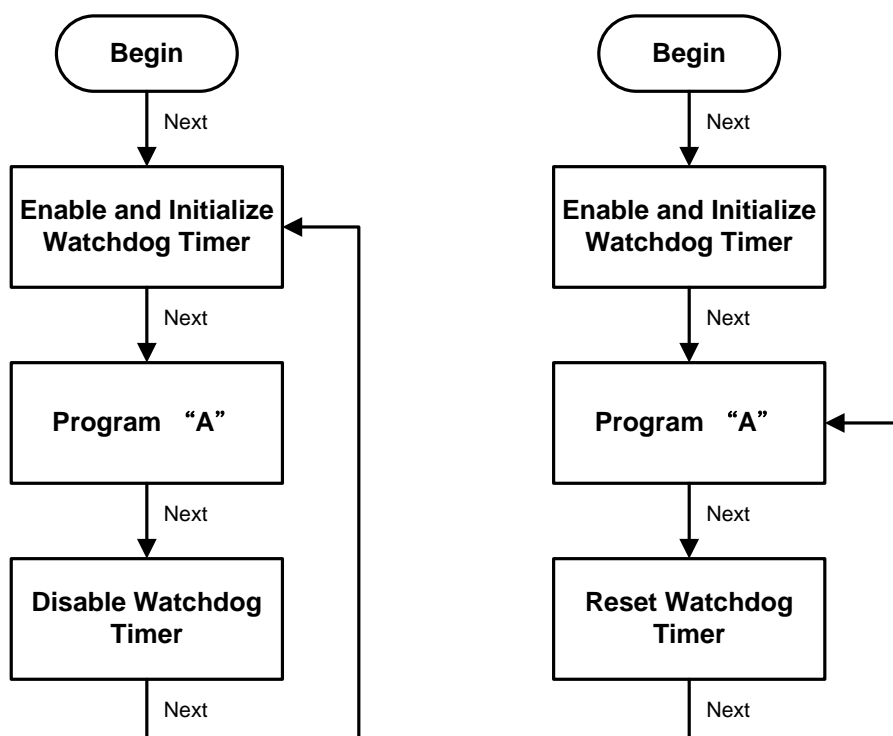 Begin
Next
Enable and Initialize
Watchdog Timer
Next
Program “A”
Next
Disable Watchdog
Timer
Next
Begin
Next
Enable and Initialize
Watchdog Timer
Next
Program “A”
Next
Reset Watchdog
Timer
Next